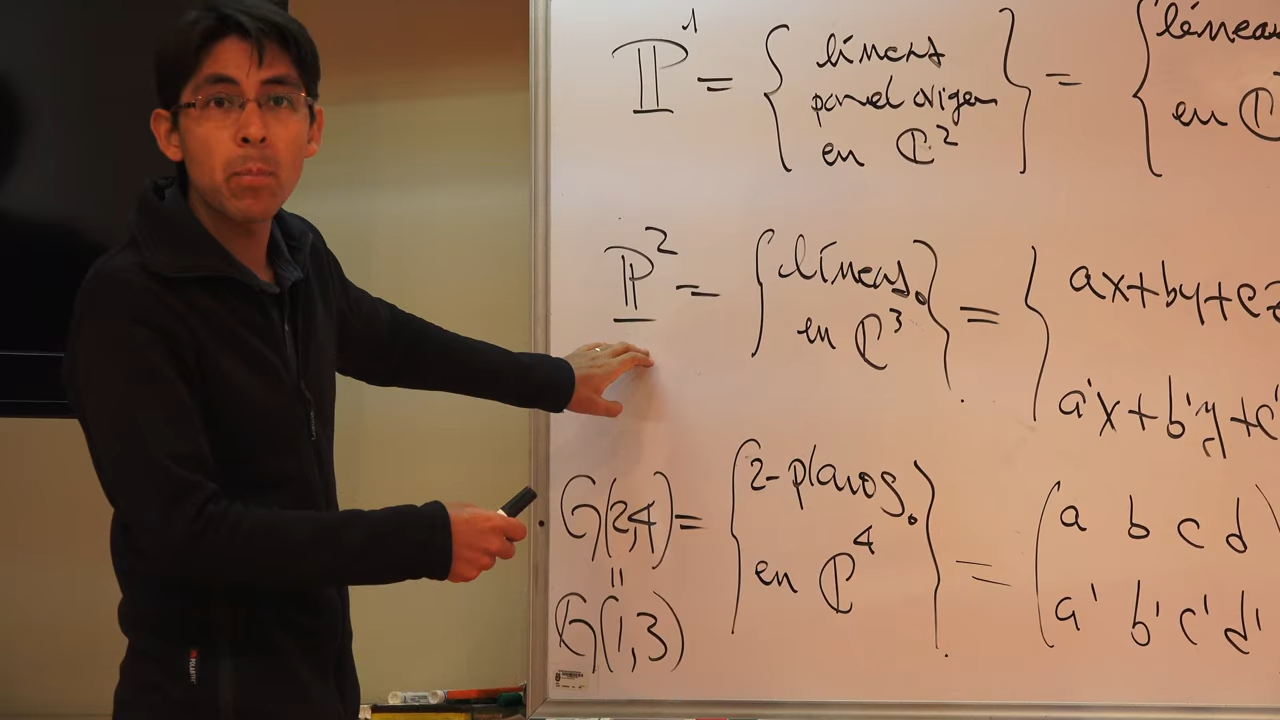 ℙ¹ = { líneas por el origen en ℂ² } = { líneas
en ℂ
ℙ² = { líneas. en ℂ³ } = { ax+by+cz
a'x+b'y+c'
G(2,4) = { 2-planos. en ℂ⁴ } = ( a b c d
a' b' c' d' )
=
𝔾(1,3)